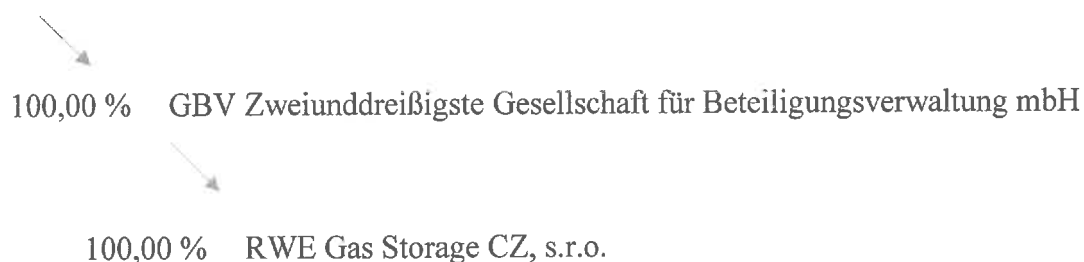 100,00 % GBV Zweiunddreißigste Gesellschaft für Beteiligungsverwaltung mbH
100,00 % RWE Gas Storage CZ, s.r.o.